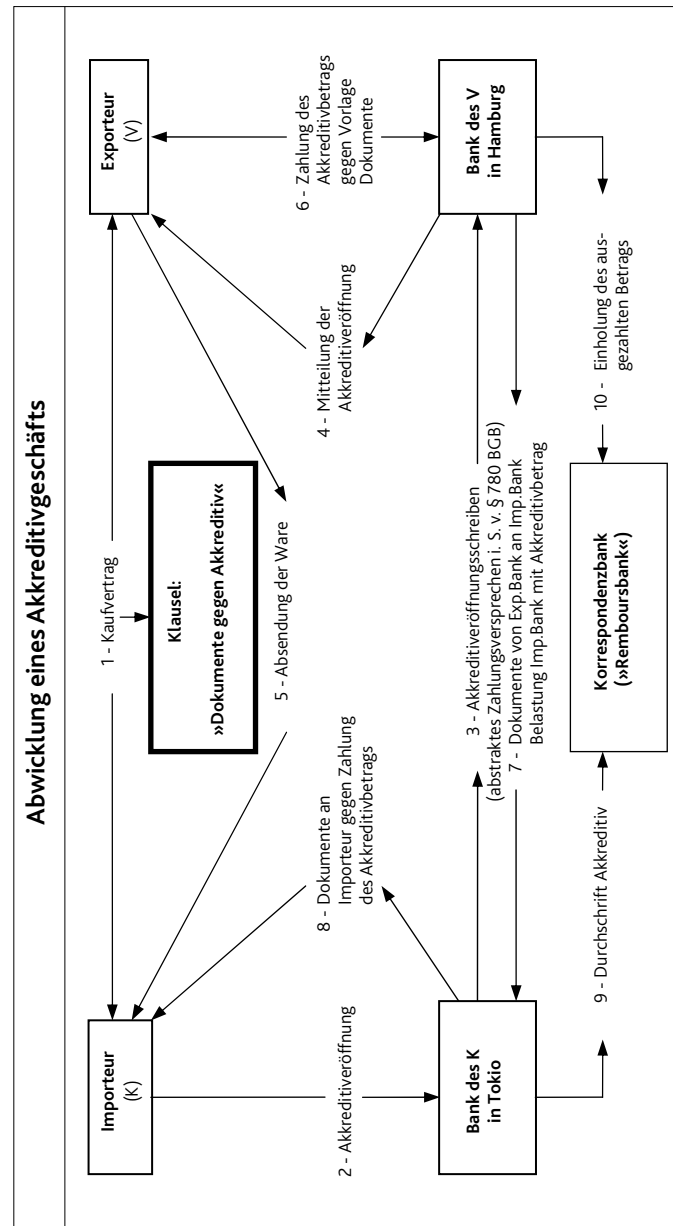 Abwicklung eines Akkreditivgeschäfts
Importeur
(K)
1 - Kaufvertrag
Exporteur
(V)
Klausel:
»Dokumente gegen Akkreditiv«
2 - Akkreditiveröffnung
8 - Dokumente an
Importeur gegen Zahlung
des Akkreditivbetrags
5 - Absendung der Ware
4 - Mitteilung der
Akkreditiveröffnung
6 - Zahlung des
Akkreditivbetrags
gegen Vorlage
Dokumente
Bank des K
in Tokio
3 - Akkreditiveröffnungsschreiben
(abstraktes Zahlungsversprechen i. S. v. § 780 BGB)
7 - Dokumente von Exp.Bank an Imp.Bank
Belastung Imp.Bank mit Akkreditivbetrag
Bank des V
in Hamburg
9 - Durchschrift Akkreditiv
Korrespondenzbank
(»Remboursbank«)
10 - Einholung des aus-
gezahlten Betrags